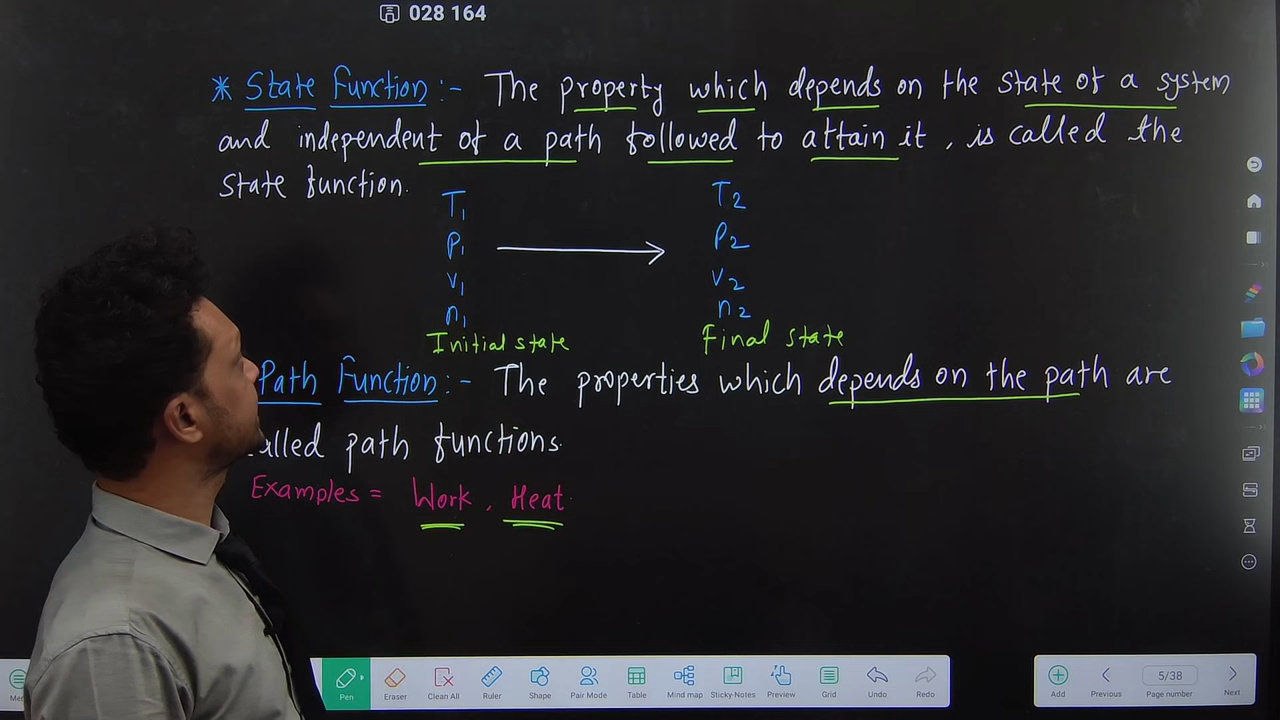 028 164
* State Function :- The property which depends on the state of a system
and independent of a path followed to attain it, is called the
state function.
T1 T2
P1 P2
V1 V2
n1 n2
Initial state Final state
Path Function :- The properties which depends on the path are
called path functions.
Examples = Work, Heat.
Pen Eraser Clean All Ruler Shape Pair Mode Table Mind map Sticky-Notes Preview Grid Undo Redo Add Previous 5/38 Page number Next